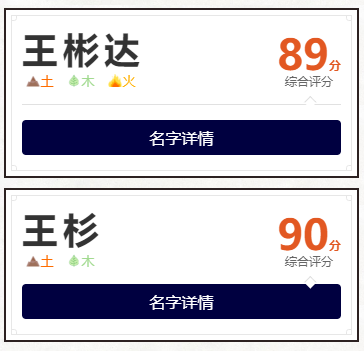 王彬达 89分
土 木 火 综合评分
名字详情
王杉 90分
土 木 综合评分
名字详情